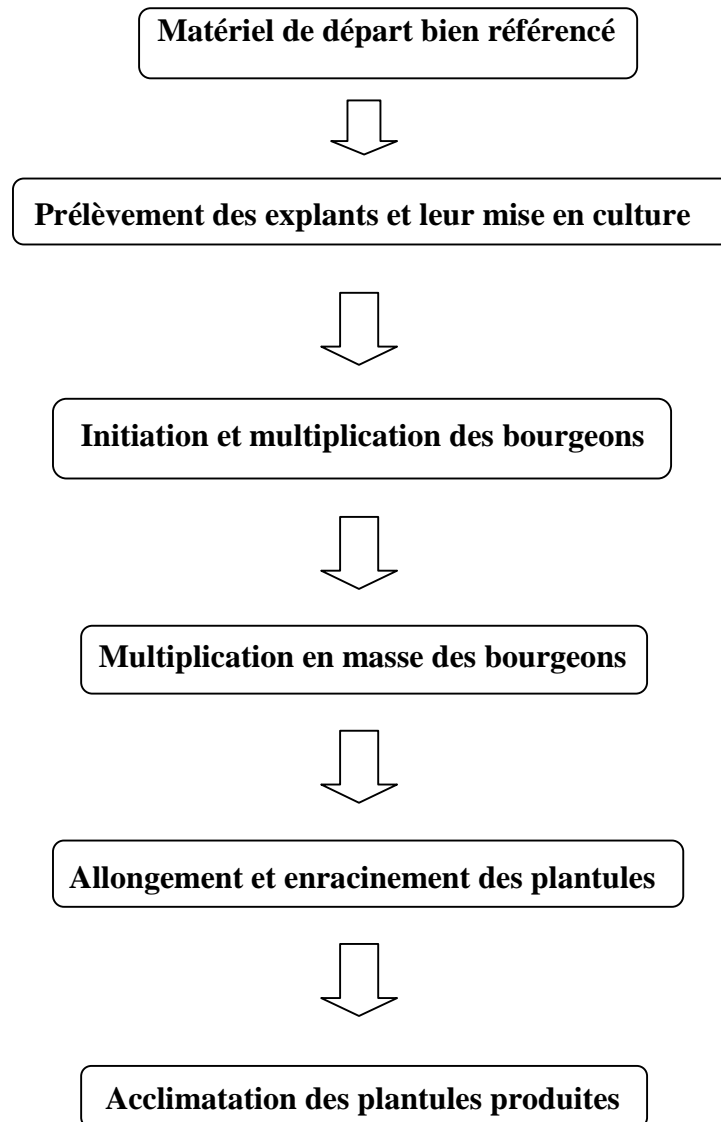 Matériel de départ bien référencé
Prélèvement des explants et leur mise en culture
Initiation et multiplication des bourgeons
Multiplication en masse des bourgeons
Allongement et enracinement des plantules
Acclimatation des plantules produites